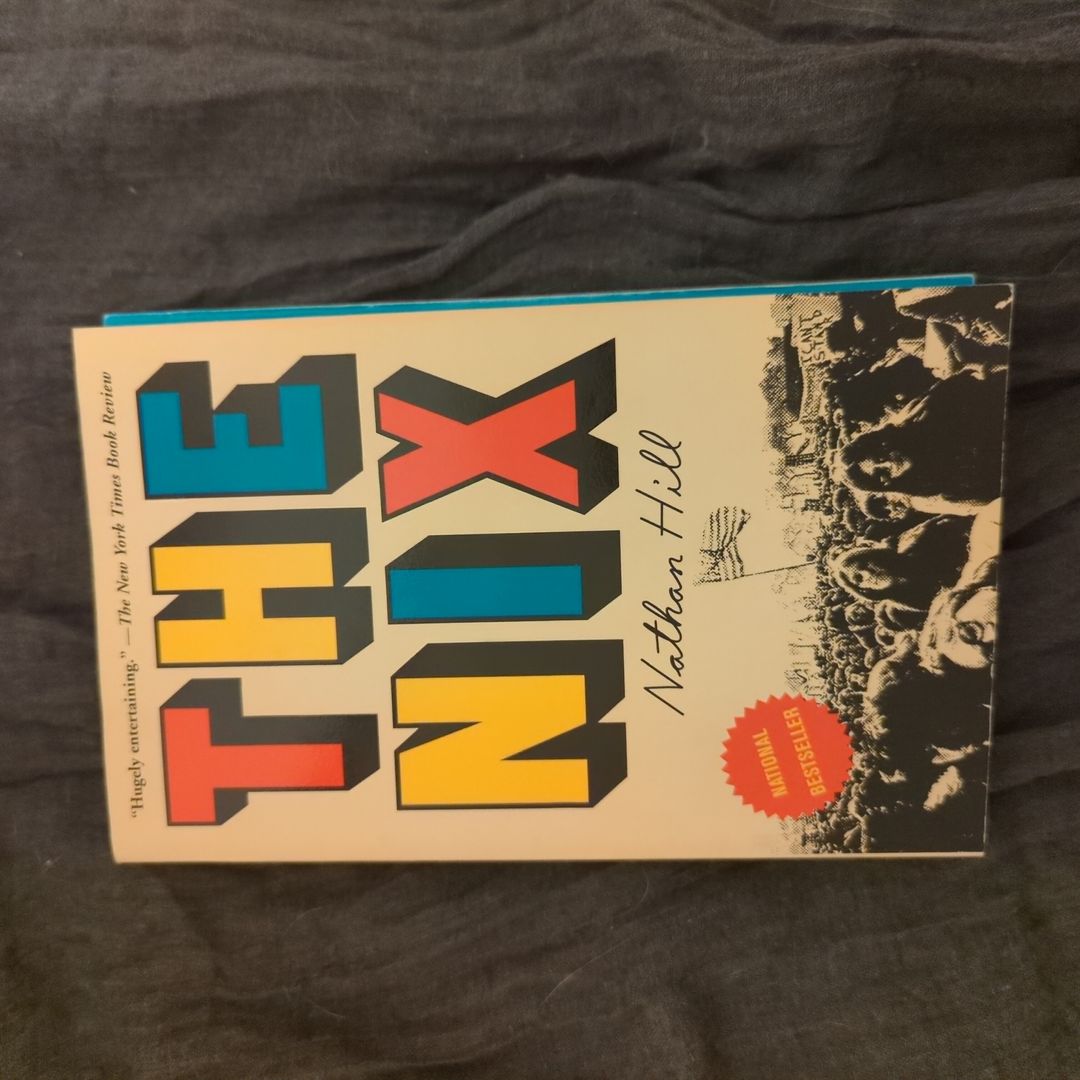 “Hugely entertaining.” —The New York Times Book Review
THE
NIX
Nathan Hill
NATIONAL
BESTSELLER